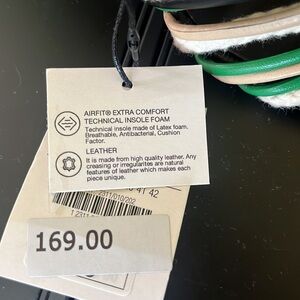 AIRFIT® EXTRA COMFORT
TECHNICAL INSOLE FOAM
Technical insole made of Latex foam.
Breathable, Antibacterial, Cushion
Factor.
LEATHER
It is made from high quality leather. Any
creasing or irregularites are natural
features of leather which makes each
piece unique.
41 42
169.00